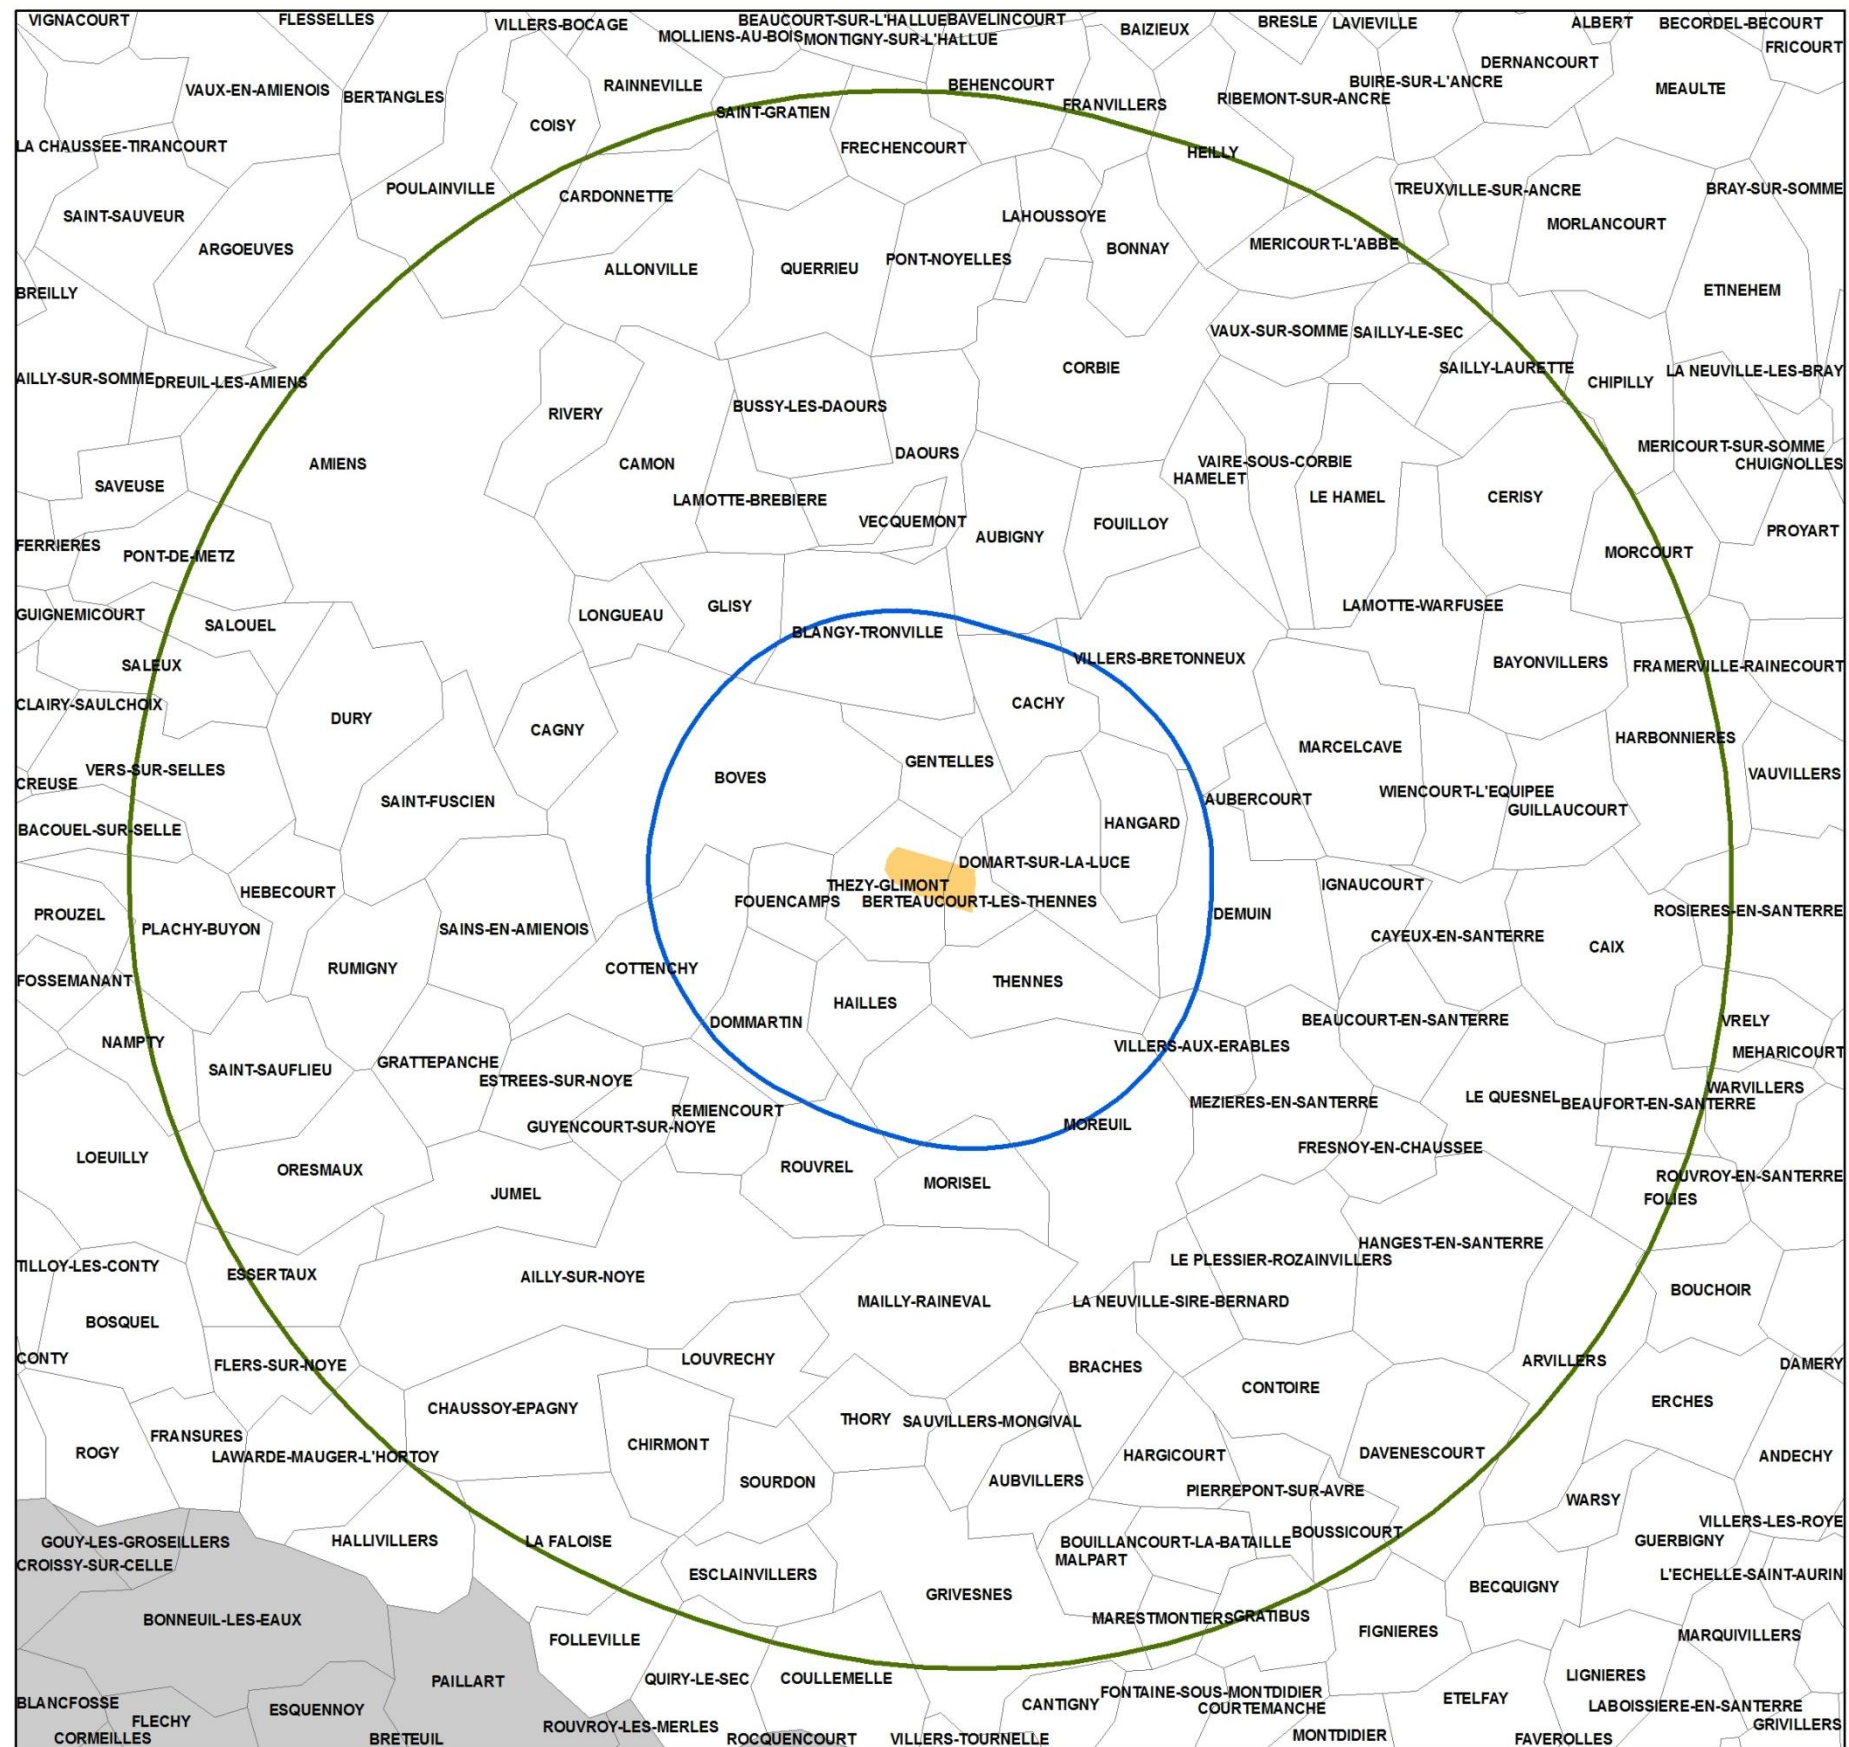 VIGNACOURT
FLESSELLES
VILLERS-BOCAGE
BEAUCOURT-SUR-L'HALLUE
BAVELINCOURT
MOLLIENS-AU-BOIS
MONTIGNY-SUR-L'HALLUE
BAIZIEUX
BRESLE
LAVIEVILLE
ALBERT
BECORDEL-BECOURT
FRICOURT
DERNANCOURT
VAUX-EN-AMIENOIS
BERTANGLES
RAINNEVILLE
BEHENCOURT
BUIRE-SUR-L'ANCRE
MEAULTE
RIBEMONT-SUR-ANCRE
FRANVILLERS
SAINT-GRATIEN
COISY
LA CHAUSSEE-TIRANCOURT
FRECHENCOURT
HEILLY
POULAINVILLE
CARDONNETTE
TREUX
VILLE-SUR-ANCRE
BRAY-SUR-SOMME
SAINT-SAUVEUR
LAHOUSSOYE
MORLANCOURT
ARGOEUVES
BONNAY
MERICOURT-L'ABBE
PONT-NOYELLES
ALLONVILLE
QUERRIEU
BREILLY
ETINEHEM
VAUX-SUR-SOMME
SAILLY-LE-SEC
CORBIE
SAILLY-LAURETTE
LA NEUVILLE-LES-BRAY
AILLY-SUR-SOMME
DREUIL-LES-AMIENS
CHIPILLY
RIVERY
BUSSY-LES-DAOURS
MERICOURT-SUR-SOMME
DAOURS
AMIENS
CAMON
VAIRE-SOUS-CORBIE
CHUIGNOLLES
HAMELET
SAVEUSE
LAMOTTE-BREBIERE
LE HAMEL
CERISY
VECQUEMONT
FOUILLOY
PROYART
AUBIGNY
FERRIERES
PONT-DE-METZ
MORCOURT
GUIGNEMICOURT
LONGUEAU
GLISY
LAMOTTE-WARFUSEE
SALOUEL
BLANGY-TRONVILLE
SALEUX
VILLERS-BRETONNEUX
BAYONVILLERS
FRAMERVILLE-RAINECOURT
CLAIRY-SAULCHOIX
CACHY
DURY
CAGNY
HARBONNIERES
MARCELCAVE
GENTELLES
VERS-SUR-SELLES
BOVES
VAUVILLERS
CREUSE
WIENCOURT-L'EQUIPEE
SAINT-FUSCIEN
AUBERCOURT
GUILLAUCOURT
BACOUEL-SUR-SELLE
HANGARD
DOMART-SUR-LA-LUCE
HEBECOURT
THEZY-GLIMONT
IGNAUCOURT
FOUENCAMPS
BERTEAUCOURT-LES-THENNES
PROUZEL
DEMUIN
ROSIERES-EN-SANTERRE
PLACHY-BUYON
SAINS-EN-AMIENOIS
CAYEUX-EN-SANTERRE
CAIX
RUMIGNY
COTTENCHY
FOSSEMANANT
THENNES
HAILLES
DOMMARTIN
BEAUCOURT-EN-SANTERRE
VRELY
NAMPTY
VILLERS-AUX-ERABLES
MEHARICOURT
GRATTEPANCHE
SAINT-SAUFLIEU
ESTREES-SUR-NOYE
WARVILLERS
LE QUESNEL
BEAUFORT-EN-SANTERRE
MEZIERES-EN-SANTERRE
REMIENCOURT
GUYENCOURT-SUR-NOYE
MOREUIL
FRESNOY-EN-CHAUSSEE
LOEUILLY
ORESMAUX
ROUVREL
ROUVROY-EN-SANTERRE
MORISEL
JUMEL
FOLIES
HANGEST-EN-SANTERRE
LE PLESSIER-ROZAINVILLERS
TILLOY-LES-CONTY
ESSERTAUX
AILLY-SUR-NOYE
BOUCHOIR
MAILLY-RAINEVAL
LA NEUVILLE-SIRE-BERNARD
BOSQUEL
CONTY
FLERS-SUR-NOYE
LOUVRECHY
BRACHES
ARVILLERS
DAMERY
CONTOIRE
ERCHES
CHAUSSOY-EPAGNY
THORY
SAUVILLERS-MONGIVAL
FRANSURES
CHIRMONT
ROGY
LAWARDE-MAUGER-L'HORTOY
HARGICOURT
DAVENESCOURT
ANDECHY
SOURDON
AUBVILLERS
PIERREPONT-SUR-AVRE
WARSY
VILLERS-LES-ROYE
GOUY-LES-GROSEILLERS
HALLIVILLERS
LA FALOISE
BOUILLANCOURT-LA-BATAILLE
BOUSSICOURT
GUERBIGNY
CROISSY-SUR-CELLE
MALPART
ESCLAINVILLERS
L'ECHELLE-SAINT-AURIN
GRIVESNES
BECQUIGNY
BONNEUIL-LES-EAUX
MARESTMONTIERS
GRATIBUS
FOLLEVILLE
FIGNIERES
MARQUIVILLERS
PAILLART
QUIRY-LE-SEC
COULLEMELLE
LIGNIERES
BLANCFOSSE
CANTIGNY
FONTAINE-SOUS-MONTDIDIER
ETELFAY
LABOISSIERE-EN-SANTERRE
ESQUENNOY
COURTEMANCHE
FLECHY
ROUVROY-LES-MERLES
GRIVILLERS
CORMEILLES
BRETEUIL
ROCQUENCOURT
VILLERS-TOURNELLE
MONTDIDIER
FAVEROLLES